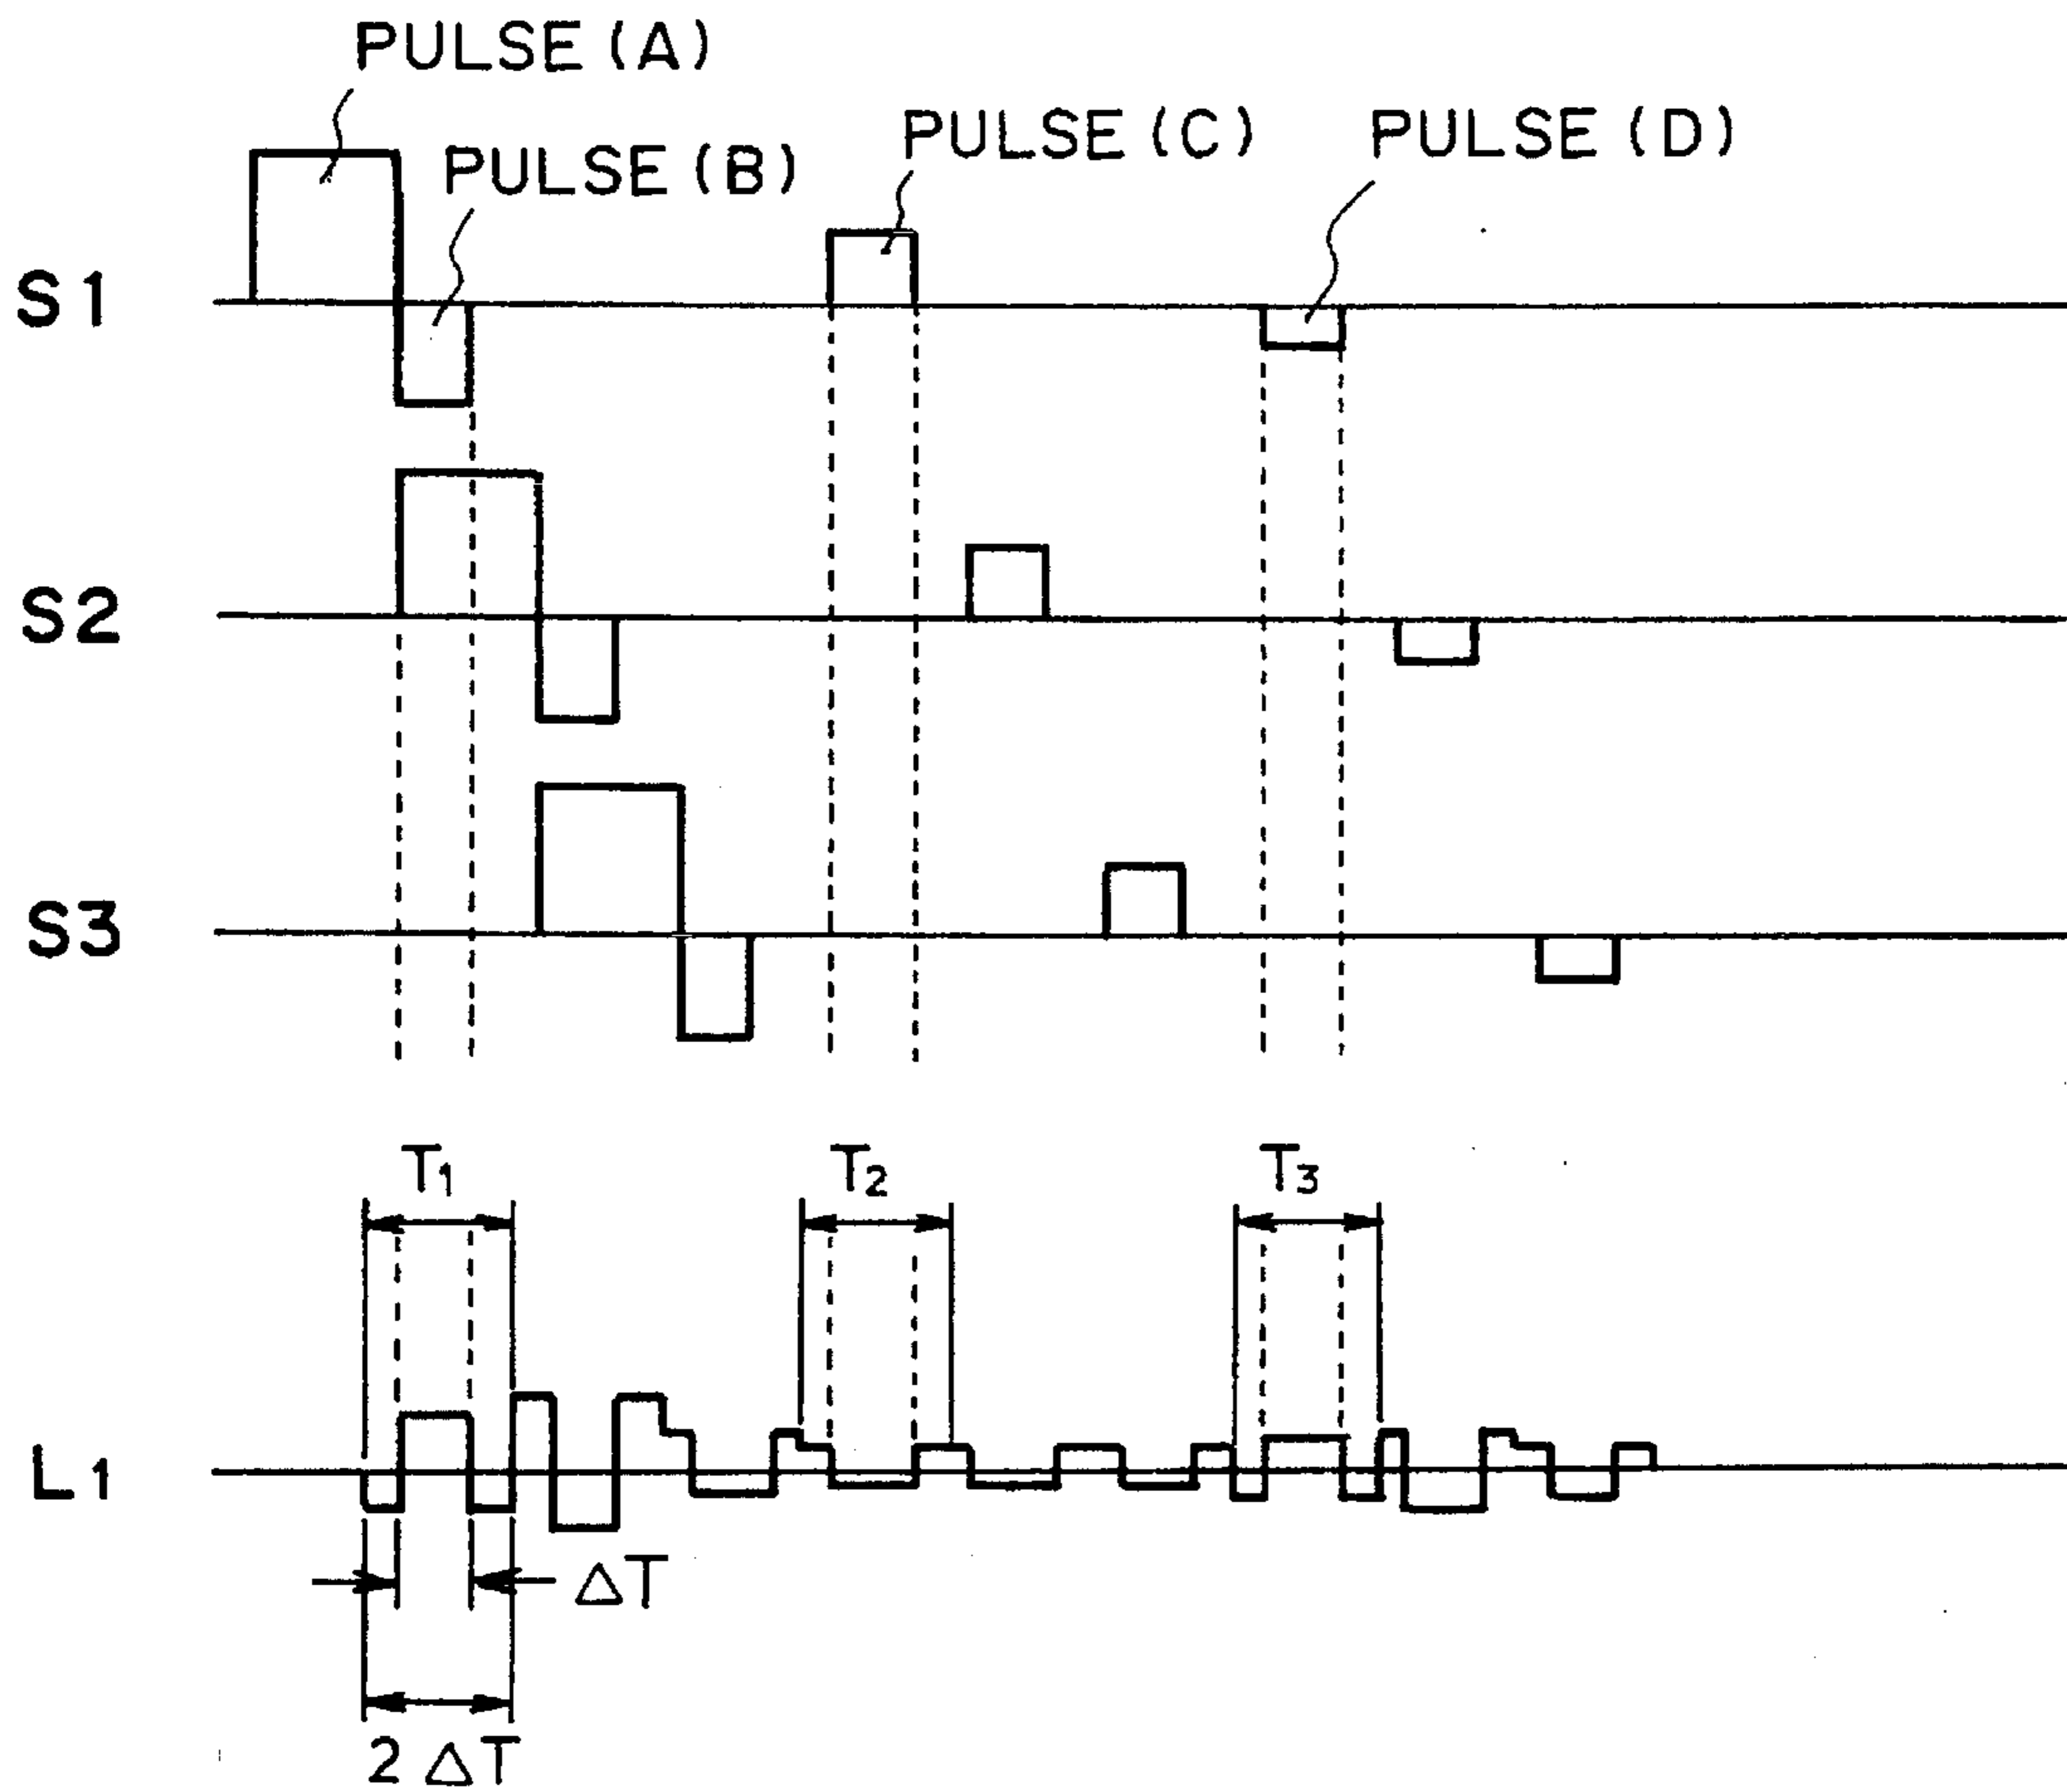 PULSE(A)
PULSE(B)
PULSE(C)
PULSE(D)
S1
S2
S3
T1
T2
T3
L1
ΔT
2 ΔT